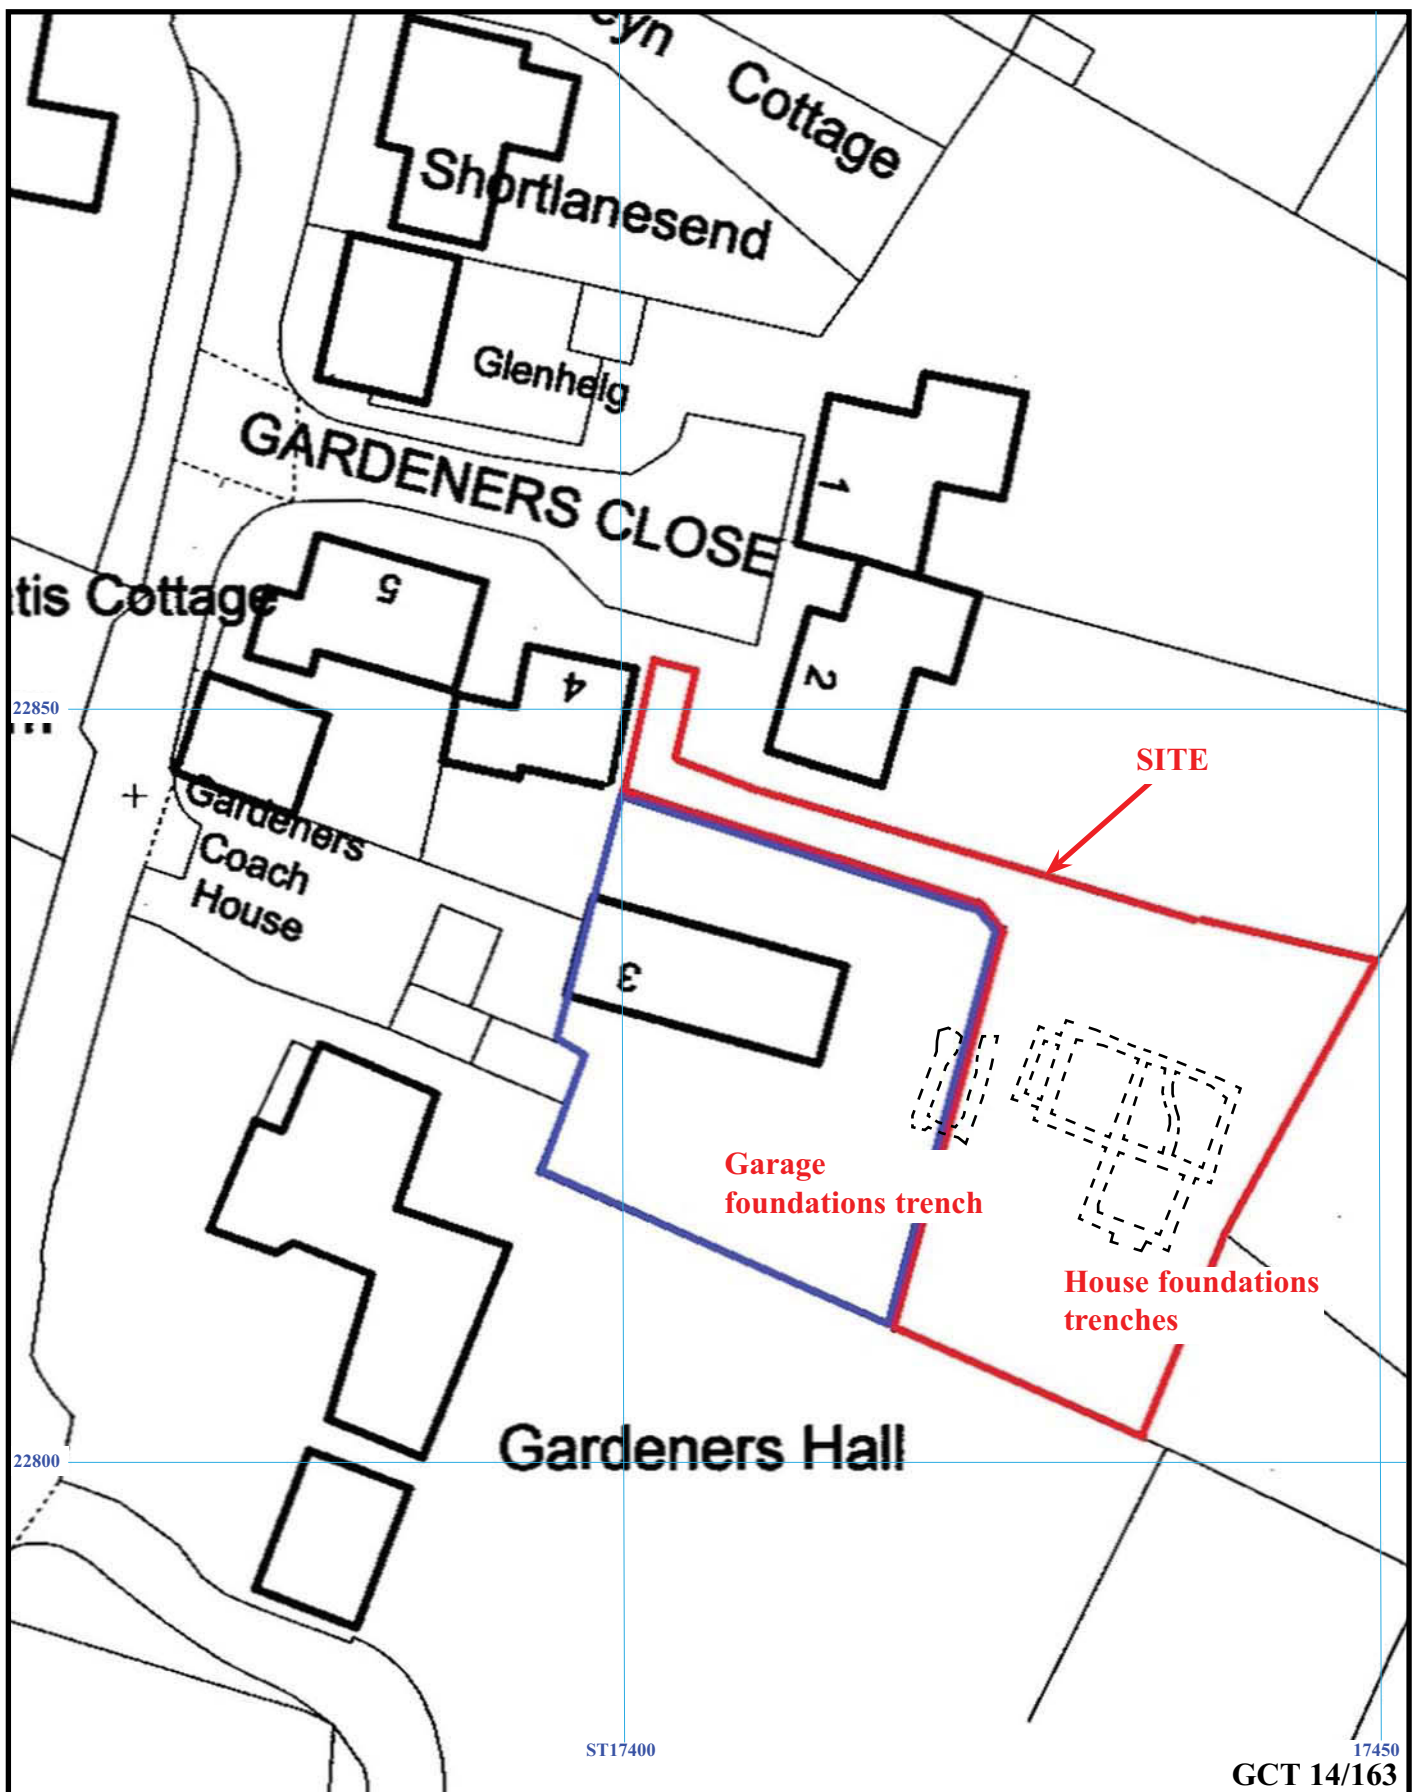 Cottage
Shortlanesend
Glenhelg
GARDENERS CLOSE
1
5
tis Cottage
4
2
22850
SITE
Gardeners
Coach
House
3
Garage
foundations trench
House foundations
trenches
Gardeners Hall
22800
ST17400
17450
GCT 14/163